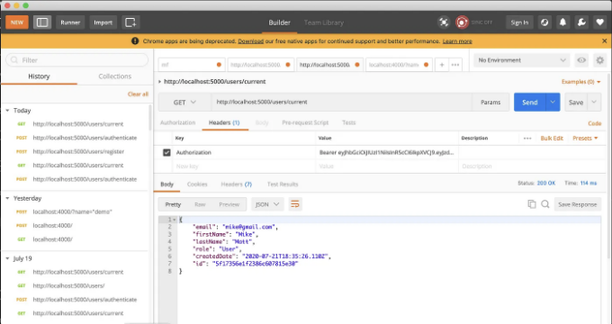 NEW
Runner
Import
Builder
Team Library
SYNC OFF
Sign In
Chrome apps are being deprecated. Download our free native apps for continued support and better performance. Learn more
Filter
History
Collections
Clear all
Today
GET http://localhost:5000/users/current
POST http://localhost:5000/users/authenticate
POST http://localhost:5000/users/register
GET http://localhost:5000/users/current
POST http://localhost:5000/users/authenticate
Yesterday
POST localhost:4000/?name="demo"
POST localhost:4000/
GET localhost:4000/
July 19
GET http://localhost:5000/users/current
GET http://localhost:5000/users/
POST http://localhost:5000/users/authenticate
GET http://localhost:5000/users/current
http://localhost:5000
http://localhost:5000
localhost:4000/?nam
No Environment
http://localhost:5000/users/current
Examples (0)
GET
http://localhost:5000/users/current
Params
Send
Save
Authorization
Headers (1)
Body
Pre-request Script
Tests
Code
Key
Value
Description
Bulk Edit
Presets
Authorization
New key
Value
Description
Body
Cookies
Headers (7)
Test Results
Status: 200 OK
Time: 114 ms
Pretty
Raw
Preview
JSON
Save Response
1 {
2 "email": "mike@gmail.com",
3 "firstName": "Mike",
4 "lastName": "Mott",
5 "role": "User",
6 "createdDate": "2020-07-21T18:35:26.110Z",
7 "id": "5f17356e1f2386c607815e30"
8 }